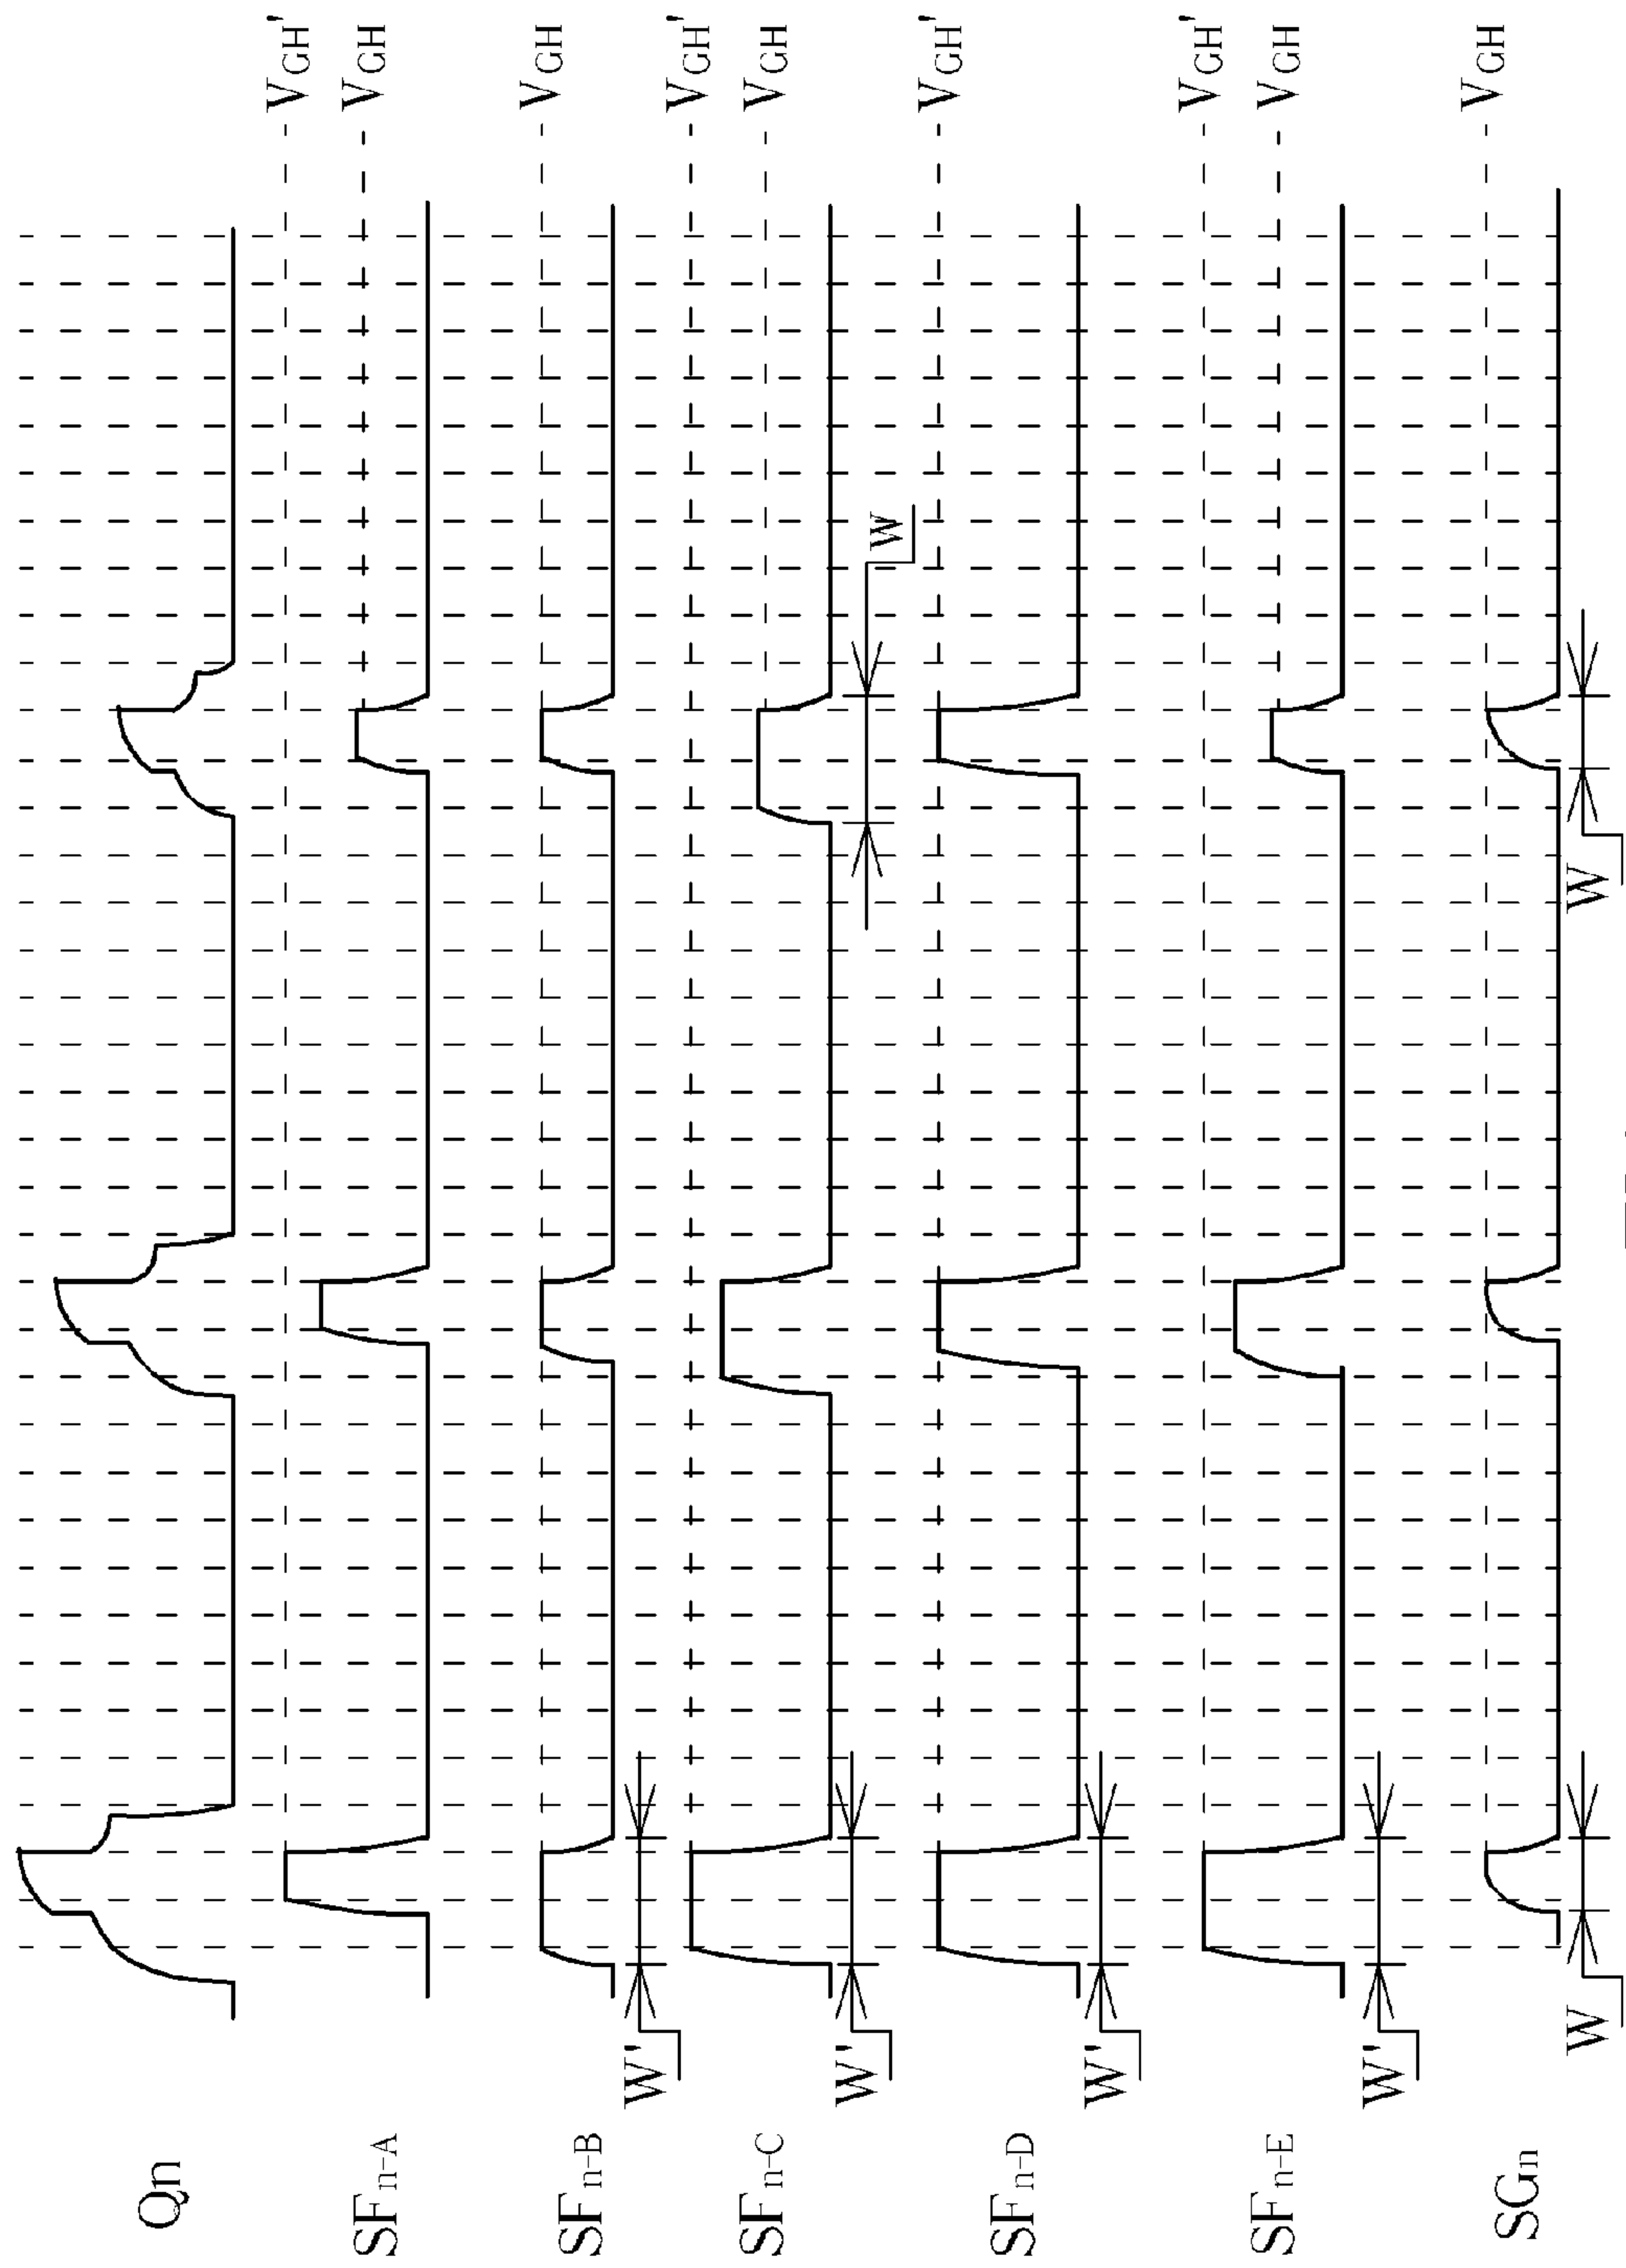 Qn
VGH'
SFn-A
VGH
VGH
SFn-B
W'
VGH'
SFn-C
VGH
W'
W
VGH'
SFn-D
W'
VGH'
SFn-E
VGH
W'
VGH
SGn
W
W